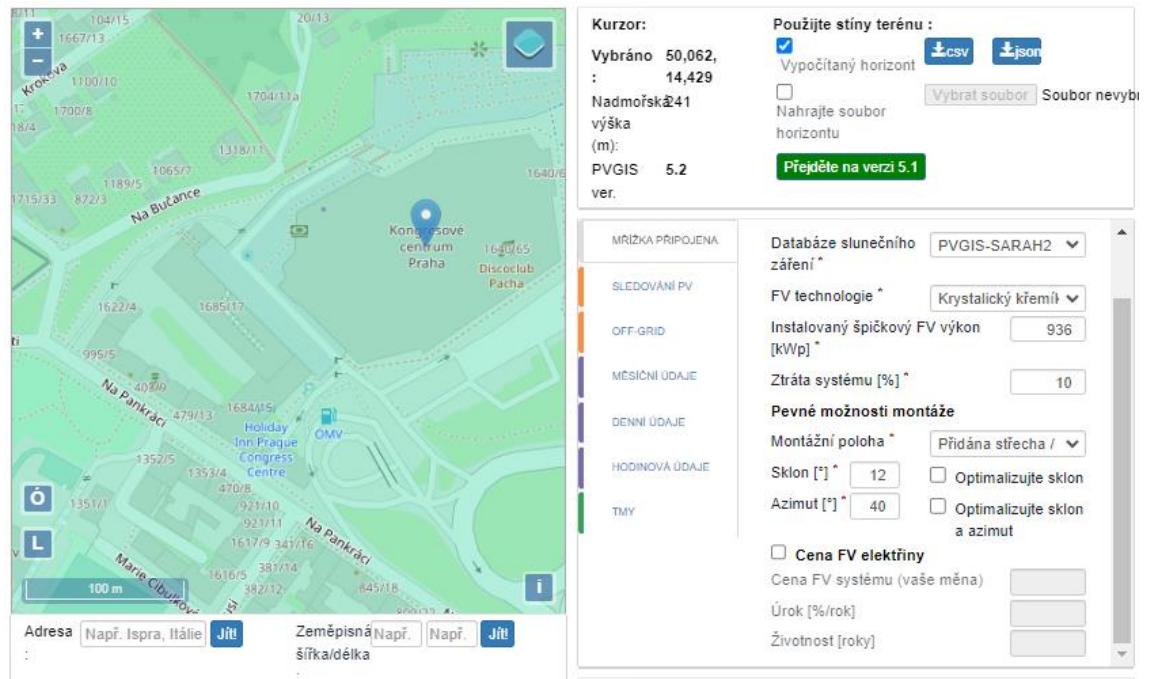 8/11
104/15
20/13
1667/13
Krokova
1100/10
17
1700/8
18/4
1704/11a
1318/11
1065/7
1189/5
1715/33
872/3
Na Bučance
1640/6
Kongresové
centrum
Praha
1640/65
Discoclub
Pacha
1622/4
1685/17
ti
995/5
Na Pankráci
403/9
479/13
1684/15
Holiday
Inn Prague
Congress
Centre
OMV
1352/5
1353/4
470/8
921/10
921/11
1617/9
341/16
Na Pankráci
1351/1
381/14
1616/5
382/12
845/18
Marie Cibulkové
+
−
Ó
L
i
100 m
Adresa
:
Např. Ispra, Itálie
Jít!
Zeměpisná
šířka/délka
:
Např.
Např.
Jít!
Kurzor:
Vybráno
:
50,062,
14,429
Nadmořská
výška
(m):
241
PVGIS
ver.
5.2
Použijte stíny terénu :
Vypočítaný horizont
csv
json
Nahrajte soubor
horizontu
Vybrat soubor
Soubor nevybr
Přejděte na verzi 5.1
MŘÍŽKA PŘIPOJENA
SLEDOVÁNÍ PV
OFF-GRID
MĚSÍČNÍ ÚDAJE
DENNÍ ÚDAJE
HODINOVÁ ÚDAJE
TMY
Databáze slunečního
záření *
PVGIS-SARAH2
FV technologie *
Krystalický křemík
Instalovaný špičkový FV výkon
[kWp] *
936
Ztráta systému [%] *
10
Pevné možnosti montáže
Montážní poloha *
Přidána střecha /
Sklon [°] *
12
Optimalizujte sklon
Azimut [°] *
40
Optimalizujte sklon
a azimut
Cena FV elektřiny
Cena FV systému (vaše měna)
Úrok [%/rok]
Životnost [roky]